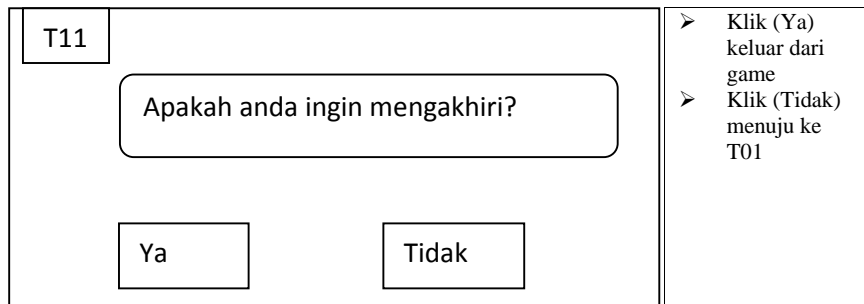 T11
Apakah anda ingin mengakhiri?
Ya
Tidak
➢ Klik (Ya)
keluar dari
game
➢ Klik (Tidak)
menuju ke
T01